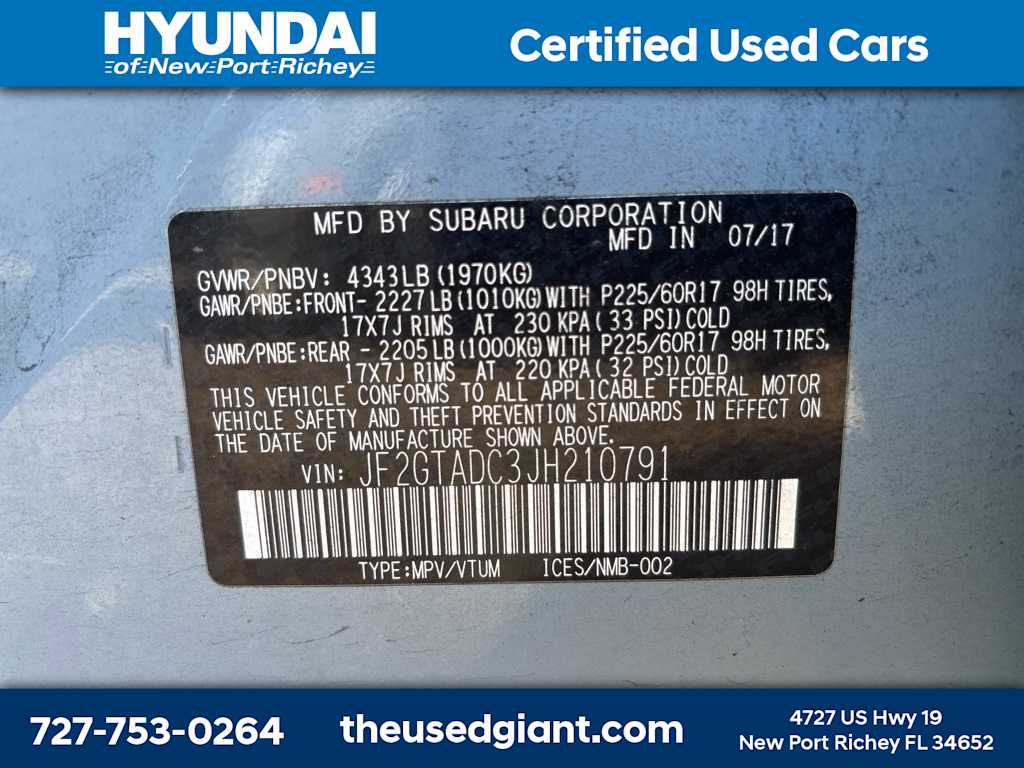 HYUNDAI
of New Port Richey
Certified Used Cars
MFD BY SUBARU CORPORATION
MFD IN 07/17
GVWR/PNBV: 4343LB (1970KG)
GAWR/PNBE:FRONT- 2227LB(1010KG)WITH P225/60R17 98H TIRES,
17X7J RIMS AT 230 KPA( 33 PSI)COLD
GAWR/PNBE:REAR - 2205LB(1000KG)WITH P225/60R17 98H TIRES,
17X7J RIMS AT 220 KPA( 32 PSI)COLD
THIS VEHICLE CONFORMS TO ALL APPLICABLE FEDERAL MOTOR
VEHICLE SAFETY AND THEFT PREVENTION STANDARDS IN EFFECT ON
THE DATE OF MANUFACTURE SHOWN ABOVE.
VIN: JF2GTADC3JH210791
TYPE:MPV/VTUM ICES/NMB-002
727-753-0264
theusedgiant.com
4727 US Hwy 19
New Port Richey FL 34652